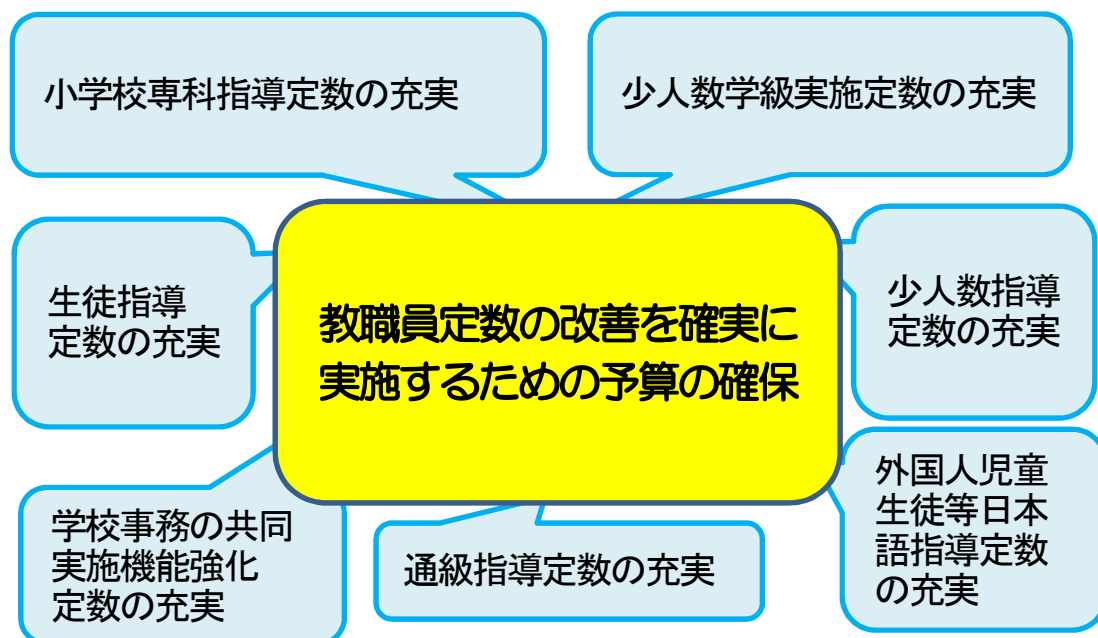 小学校専科指導定数の充実
少人数学級実施定数の充実
生徒指導
定数の充実
教職員定数の改善を確実に
実施するための予算の確保
少人数指導
定数の充実
学校事務の共同
実施機能強化
定数の充実
通級指導定数の充実
外国人児童
生徒等日本
語指導定数
の充実